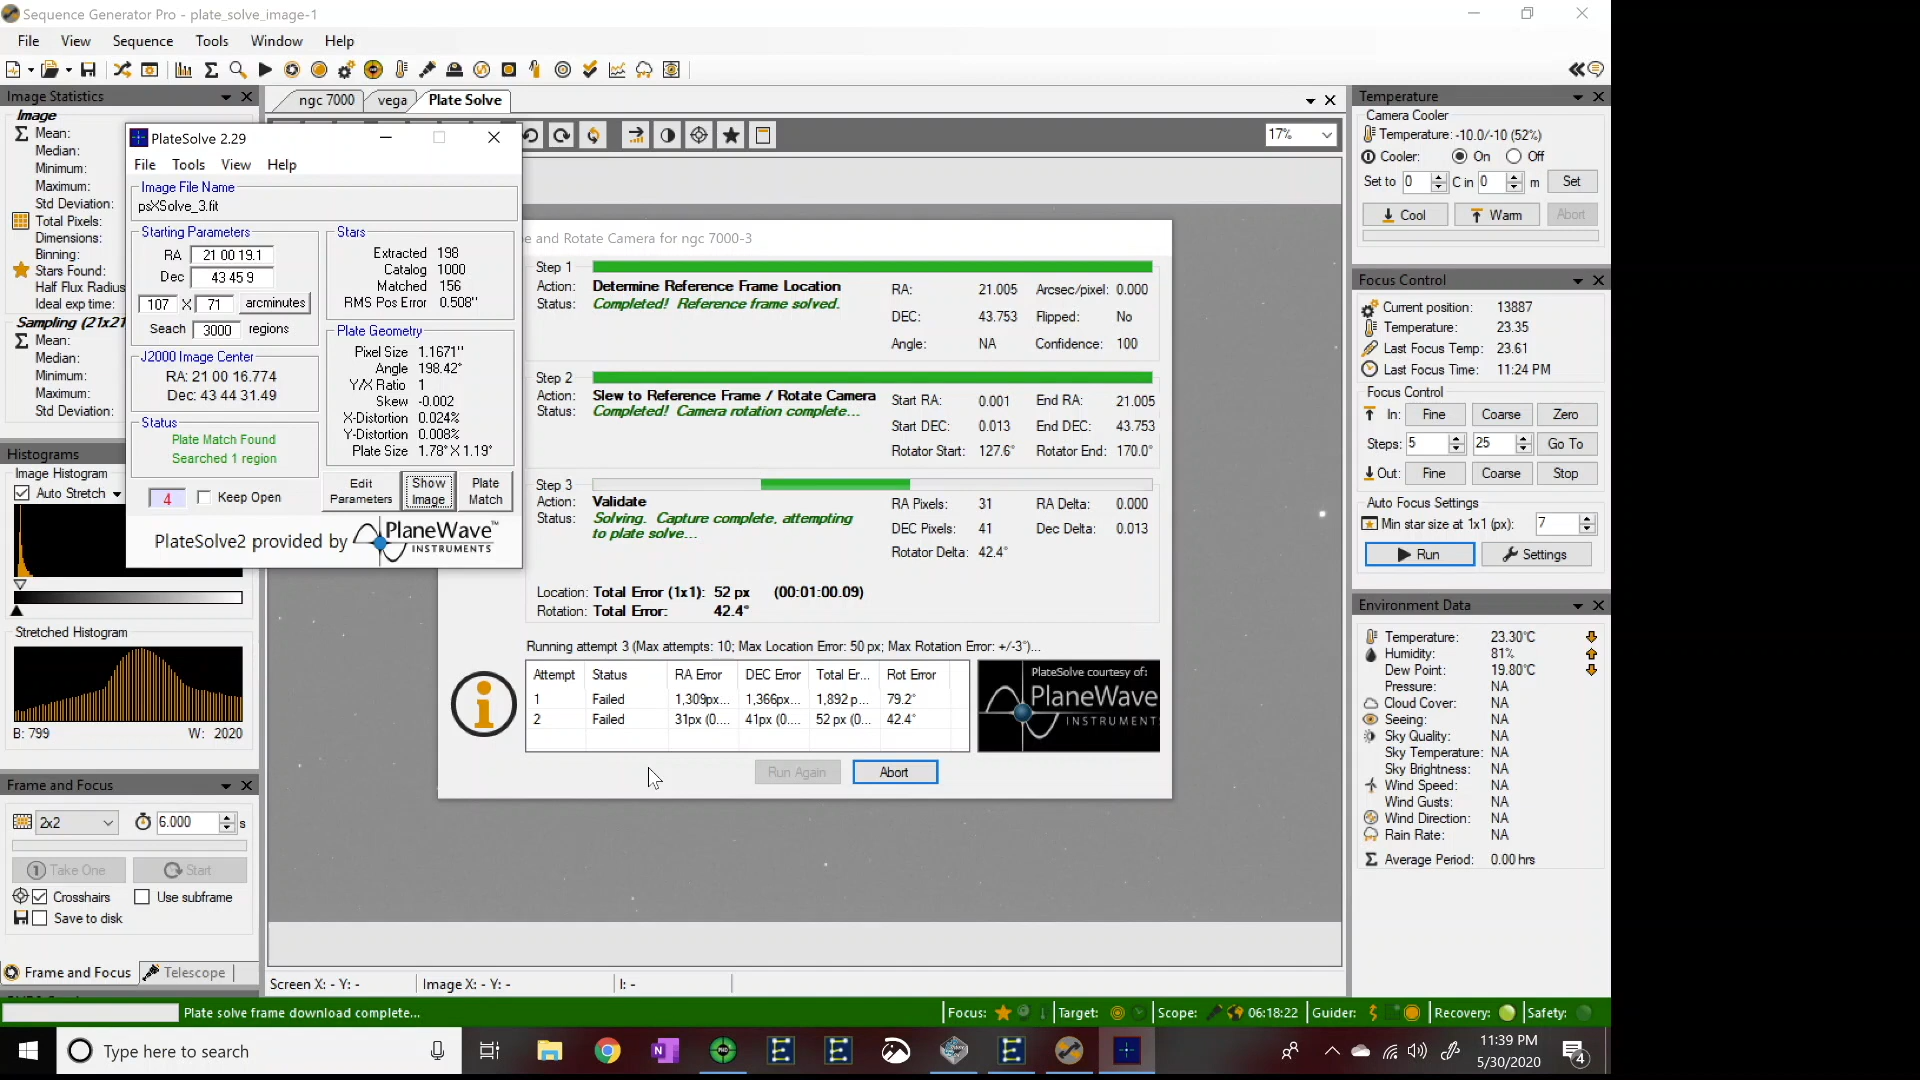 Sequence Generator Pro - plate_solve_image-1
File View Sequence Tools Window Help
Image Statistics
Image
Mean:
Median:
Minimum:
Maximum:
Std Deviation:
Total Pixels:
Dimensions:
Binning:
Stars Found:
Half Flux Radius
Ideal exp time:
Sampling (21x21
Mean:
Median:
Minimum:
Maximum:
Std Deviation:
Histograms
Image Histogram
Auto Stretch
Stretched Histogram
B: 799 W: 2020
Frame and Focus
2x2 6.000 s
Take One Start
Crosshairs Use subframe
Save to disk
Frame and Focus Telescope
PlateSolve 2.29
File Tools View Help
Image File Name
psXSolve_3.fit
Starting Parameters
RA 21 00 19.1
Dec 43 45 9
107 X 71 arcminutes
Seach 3000 regions
J2000 Image Center
RA: 21 00 16.774
Dec: 43 44 31.49
Status
Plate Match Found
Searched 1 region
4 Keep Open
Stars
Extracted 198
Catalog 1000
Matched 156
RMS Pos Error 0.508"
Plate Geometry
Pixel Size 1.1671"
Angle 198.42°
Y/X Ratio 1
Skew -0.002
X-Distortion 0.024%
Y-Distortion 0.008%
Plate Size 1.78° X 1.19°
Edit Parameters
Show Image
Plate Match
PlateSolve2 provided by PlaneWave™ INSTRUMENTS
ngc 7000 vega Plate Solve
17%
e and Rotate Camera for ngc 7000-3
Step 1
Action: Determine Reference Frame Location
Status: Completed! Reference frame solved.
RA: 21.005 Arcsec/pixel: 0.000
DEC: 43.753 Flipped: No
Angle: NA Confidence: 100
Step 2
Action: Slew to Reference Frame / Rotate Camera
Status: Completed! Camera rotation complete...
Start RA: 0.001 End RA: 21.005
Start DEC: 0.013 End DEC: 43.753
Rotator Start: 127.6° Rotator End: 170.0°
Step 3
Action: Validate
Status: Solving. Capture complete, attempting
to plate solve...
RA Pixels: 31 RA Delta: 0.000
DEC Pixels: 41 Dec Delta: 0.013
Rotator Delta: 42.4°
Location: Total Error (1x1): 52 px (00:01:00.09)
Rotation: Total Error: 42.4°
Running attempt 3 (Max attempts: 10; Max Location Error: 50 px; Max Rotation Error: +/-3°)...
Attempt Status RA Error DEC Error Total Er... Rot Error
1 Failed 1,309px... 1,366px... 1,892 p... 79.2°
2 Failed 31px (0.... 41px (0.... 52 px (0... 42.4°
PlateSolve courtesy of:
PlaneWave
INSTRUMENT
Run Again Abort
Screen X: - Y: - Image X: - Y: - I: -
Temperature
Camera Cooler
Temperature: -10.0/-10 (52%)
Cooler: On Off
Set to 0 C in 0 m Set
Cool Warm Abort
Focus Control
Current position: 13887
Temperature: 23.35
Last Focus Temp: 23.61
Last Focus Time: 11:24 PM
Focus Control
In: Fine Coarse Zero
Steps: 5 25 Go To
Out: Fine Coarse Stop
Auto Focus Settings
Min star size at 1x1 (px): 7
Run Settings
Environment Data
Temperature: 23.30°C
Humidity: 81%
Dew Point: 19.80°C
Pressure: NA
Cloud Cover: NA
Seeing: NA
Sky Quality: NA
Sky Temperature: NA
Sky Brightness: NA
Wind Speed: NA
Wind Gusts: NA
Wind Direction: NA
Rain Rate: NA
Average Period: 0.00 hrs
Plate solve frame download complete...
Focus: Target: Scope: 06:18:22 Guider: Recovery: Safety:
Type here to search
11:39 PM
5/30/2020
4